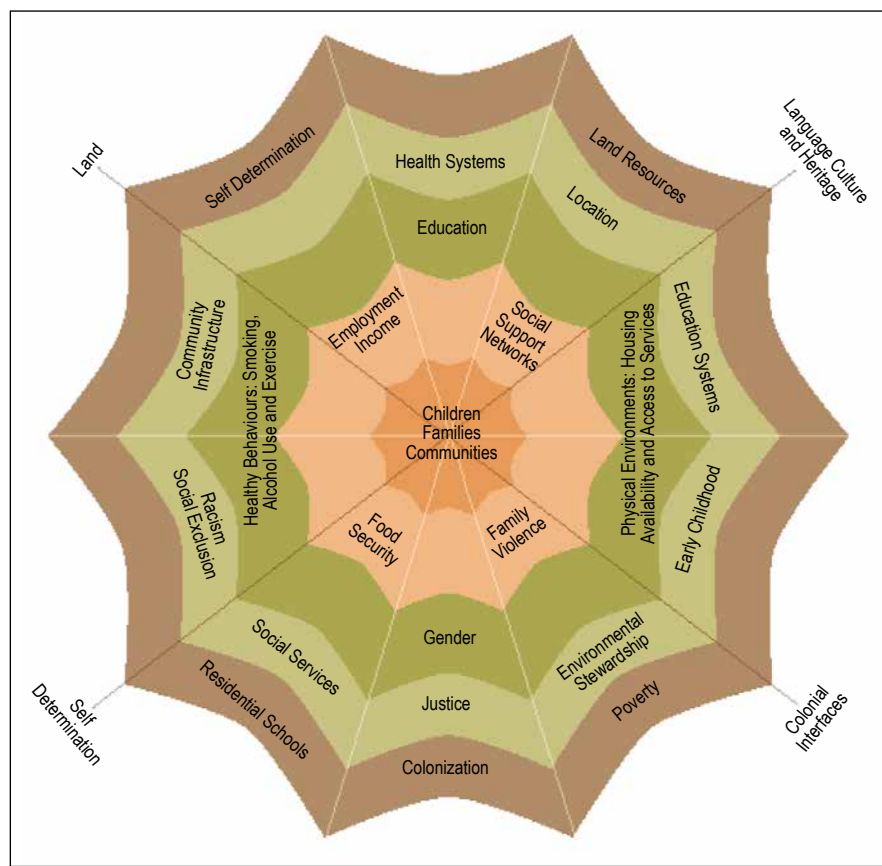 Land
Language Culture
and Heritage
Self Determination
Land Resources
Health Systems
Location
Education
Community
Infrastructure
Employment
Income
Social
Support
Networks
Education Systems
Healthy Behaviours: Smoking,
Alcohol Use and Exercise
Children
Families
Communities
Physical Environments: Housing
Availability and Access to Services
Racism
Social Exclusion
Food
Security
Family
Violence
Early Childhood
Social Services
Gender
Environmental
Stewardship
Residential Schools
Justice
Poverty
Self
Determination
Colonization
Colonial
Interfaces